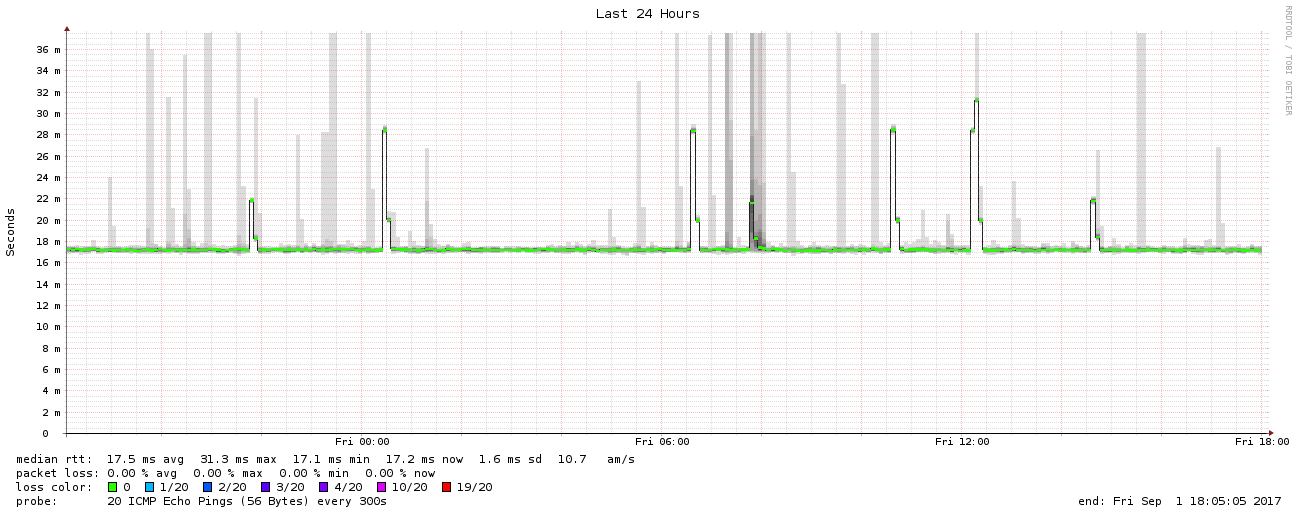 Last 24 Hours
RRDTOOL / TOBI OETIKER
Seconds
36 m
34 m
32 m
30 m
28 m
26 m
24 m
22 m
20 m
18 m
16 m
14 m
12 m
10 m
8 m
6 m
4 m
2 m
0
Fri 00:00 Fri 06:00 Fri 12:00 Fri 18:00
median rtt: 17.5 ms avg 31.3 ms max 17.1 ms min 17.2 ms now 1.6 ms sd 10.7 am/s
packet loss: 0.00 % avg 0.00 % max 0.00 % min 0.00 % now
loss color: 0 1/20 2/20 3/20 4/20 10/20 19/20
probe: 20 ICMP Echo Pings (56 Bytes) every 300s end: Fri Sep 1 18:05:05 2017